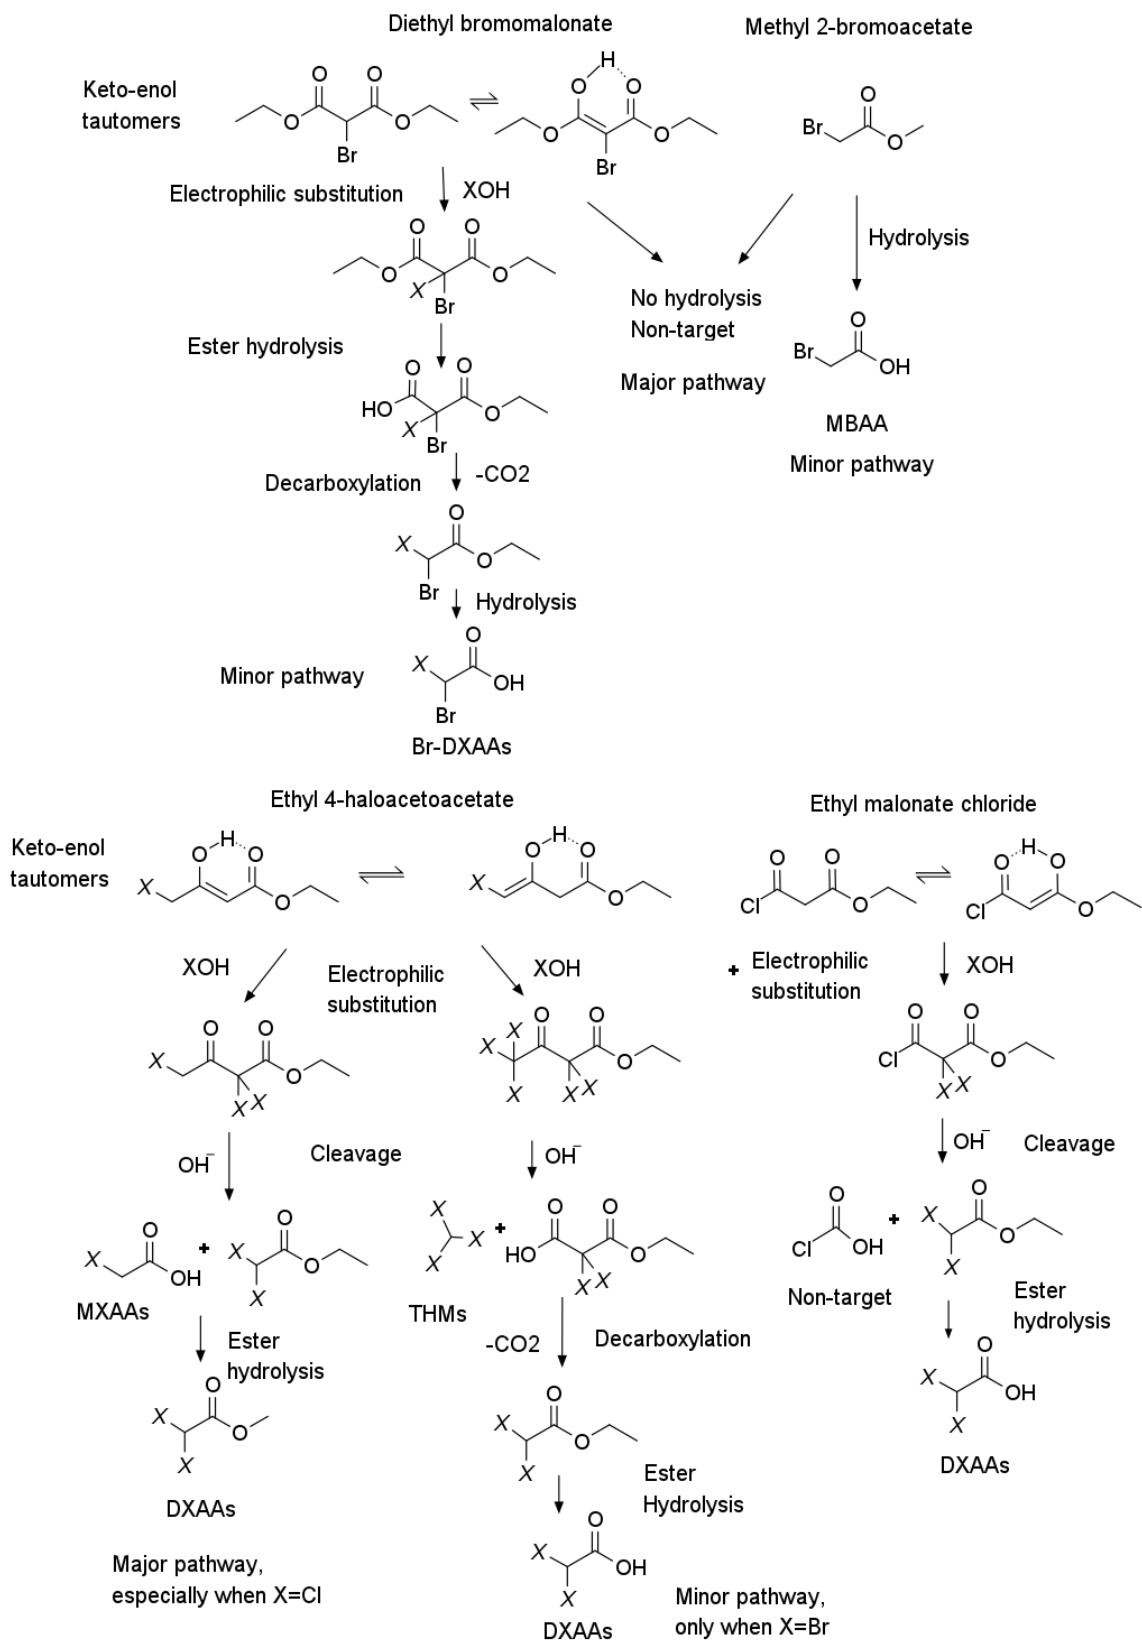 Diethyl bromomalonate
Methyl 2-bromoacetate
Keto-enol
tautomers
O O
O O
Br
H
O O
O O
Br
O
Br
O
Electrophilic substitution
XOH
O O
O O
X
Br
Hydrolysis
No hydrolysis
Non-target
Major pathway
O
Br
OH
MBAA
Minor pathway
Ester hydrolysis
O O
HO
O
X
Br
Decarboxylation
-CO2
O
X
O
Br
Hydrolysis
O
X
OH
Br
Minor pathway
Br-DXAAs
Ethyl 4-haloacetoacetate
Ethyl malonate chloride
Keto-enol
tautomers
H
O O
X
O
H
O O
X
O
O O
Cl
O
H
O O
Cl
O
XOH
Electrophilic
substitution
XOH
+ Electrophilic
substitution
XOH
O O
X
O
X X
X O O
X
O
X
X X
O O
Cl
O
X X
OH⁻
Cleavage
OH⁻
OH⁻
Cleavage
O
X
OH
MXAAs
+
O
X
O
X
X
X
X
THMs
+
O O
HO
O
X X
O
Cl
OH
Non-target
+
O
X
O
X
Ester
hydrolysis
-CO2
Decarboxylation
Ester
hydrolysis
O
X
O
X
DXAAs
O
X
O
X
O
X
OH
X
DXAAs
Ester
Hydrolysis
Major pathway,
especially when X=Cl
O
X
OH
X
DXAAs
Minor pathway,
only when X=Br